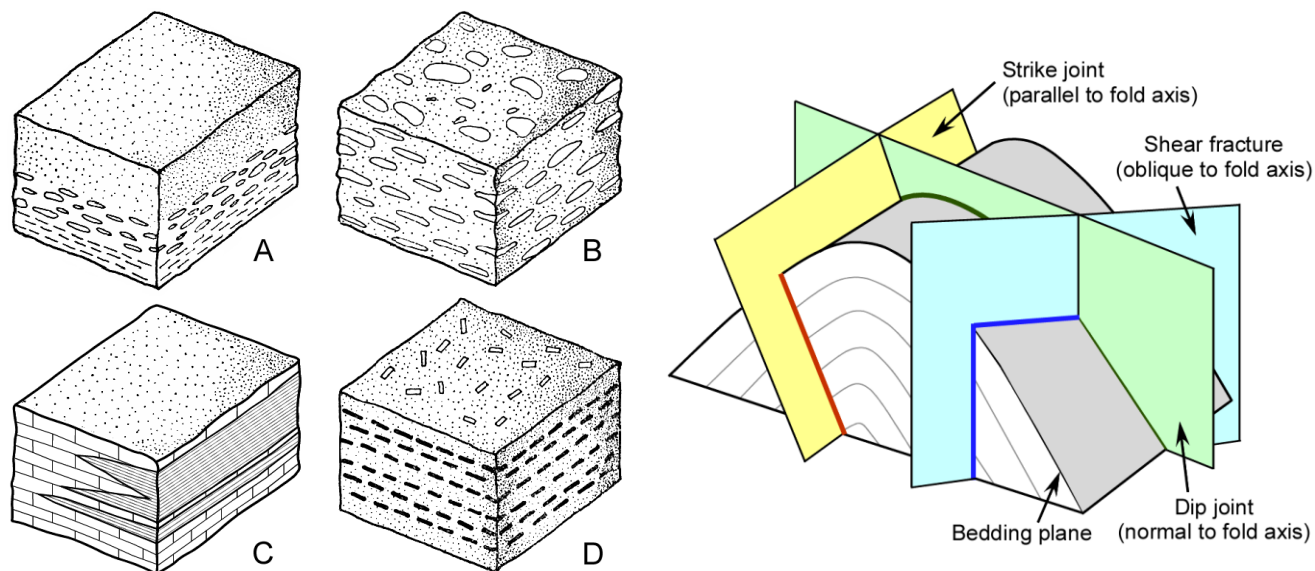 A
B
C
D
Strike joint
(parallel to fold axis)
Shear fracture
(oblique to fold axis)
Bedding plane
Dip joint
(normal to fold axis)